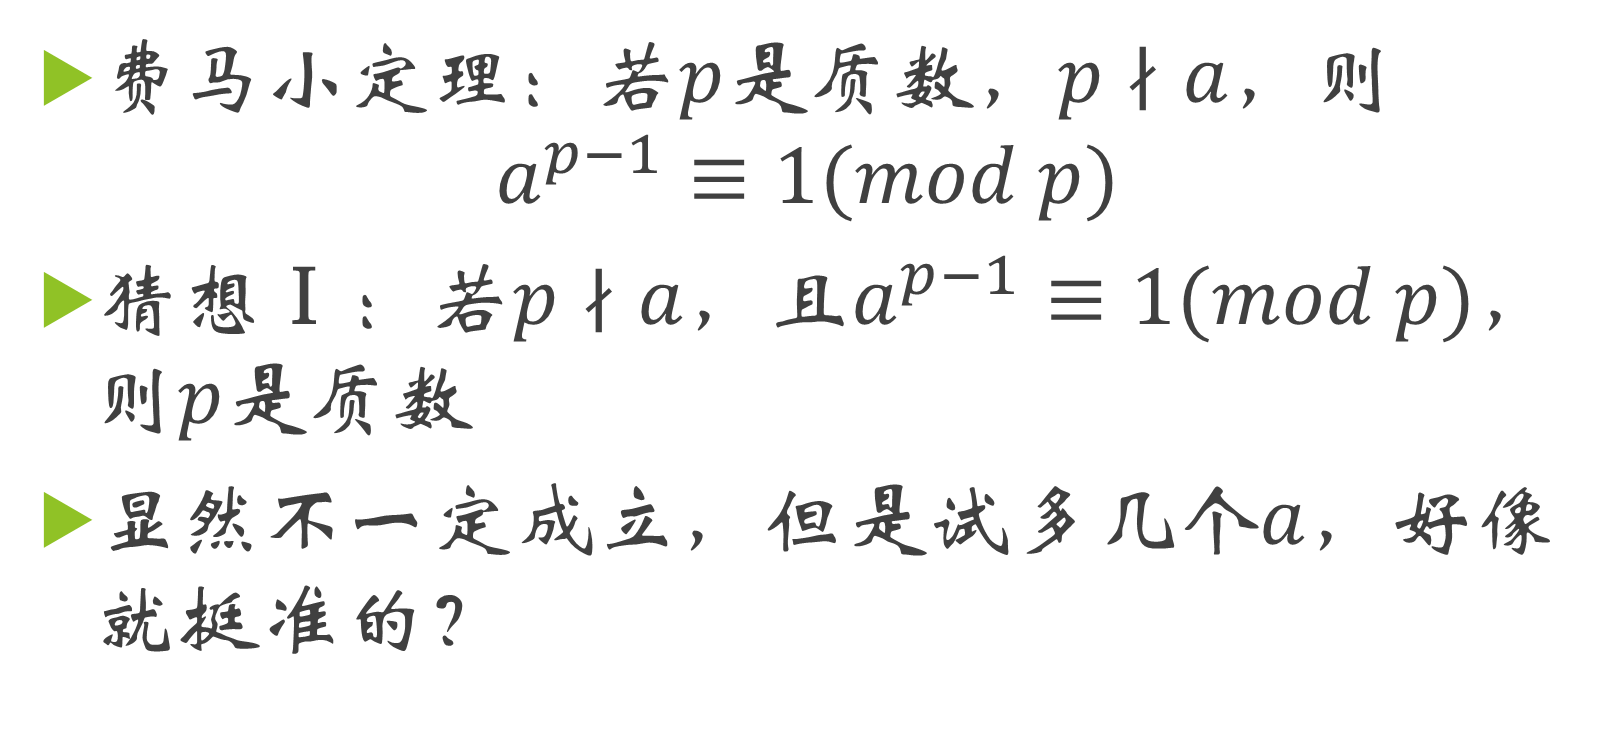 费马小定理：若p是质数，p ∤ a，则
a^{p−1} ≡ 1(mod p)
猜想Ⅰ：若p ∤ a，且a^{p−1} ≡ 1(mod p)，
则p是质数
显然不一定成立，但是试多几个a，好像
就挺准的？